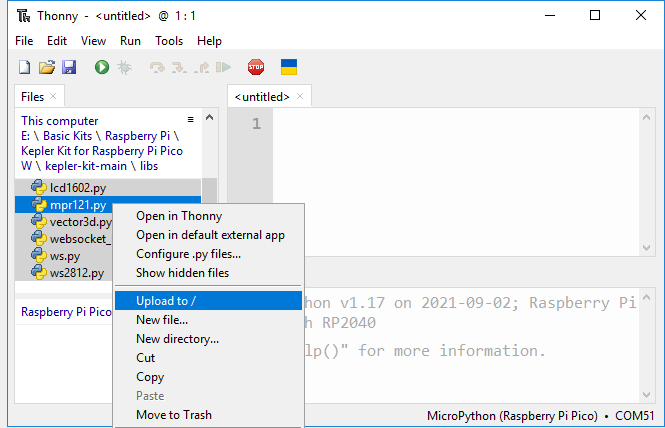 Thonny - <untitled> @ 1 : 1
File Edit View Run Tools Help
STOP
Files
<untitled>
This computer
E: \ Basic Kits \ Raspberry Pi \
Kepler Kit for Raspberry Pi Pico
W \ kepler-kit-main \ libs
1
lcd1602.py
mpr121.py
vector3d.py
websocket_
ws.py
ws2812.py
Open in Thonny
Open in default external app
Configure .py files...
Show hidden files
Upload to /
New file...
New directory...
Cut
Copy
Paste
Move to Trash
Raspberry Pi Pico
hon v1.17 on 2021-09-02; Raspberry Pi
h RP2040
lp()" for more information.
MicroPython (Raspberry Pi Pico) • COM51